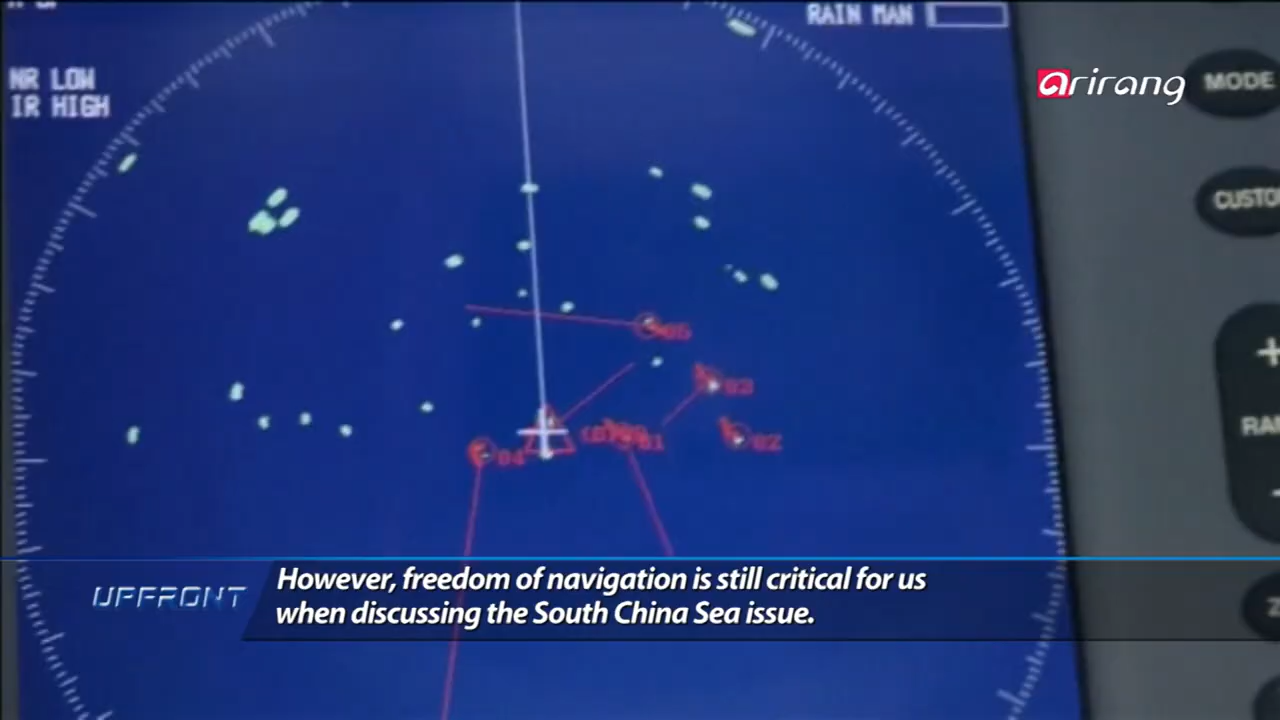 RAIN MAN
NR LOW
IR HIGH
arirang
MODE
05
03
02
01
04
UPFRONT
However, freedom of navigation is still critical for us
when discussing the South China Sea issue.